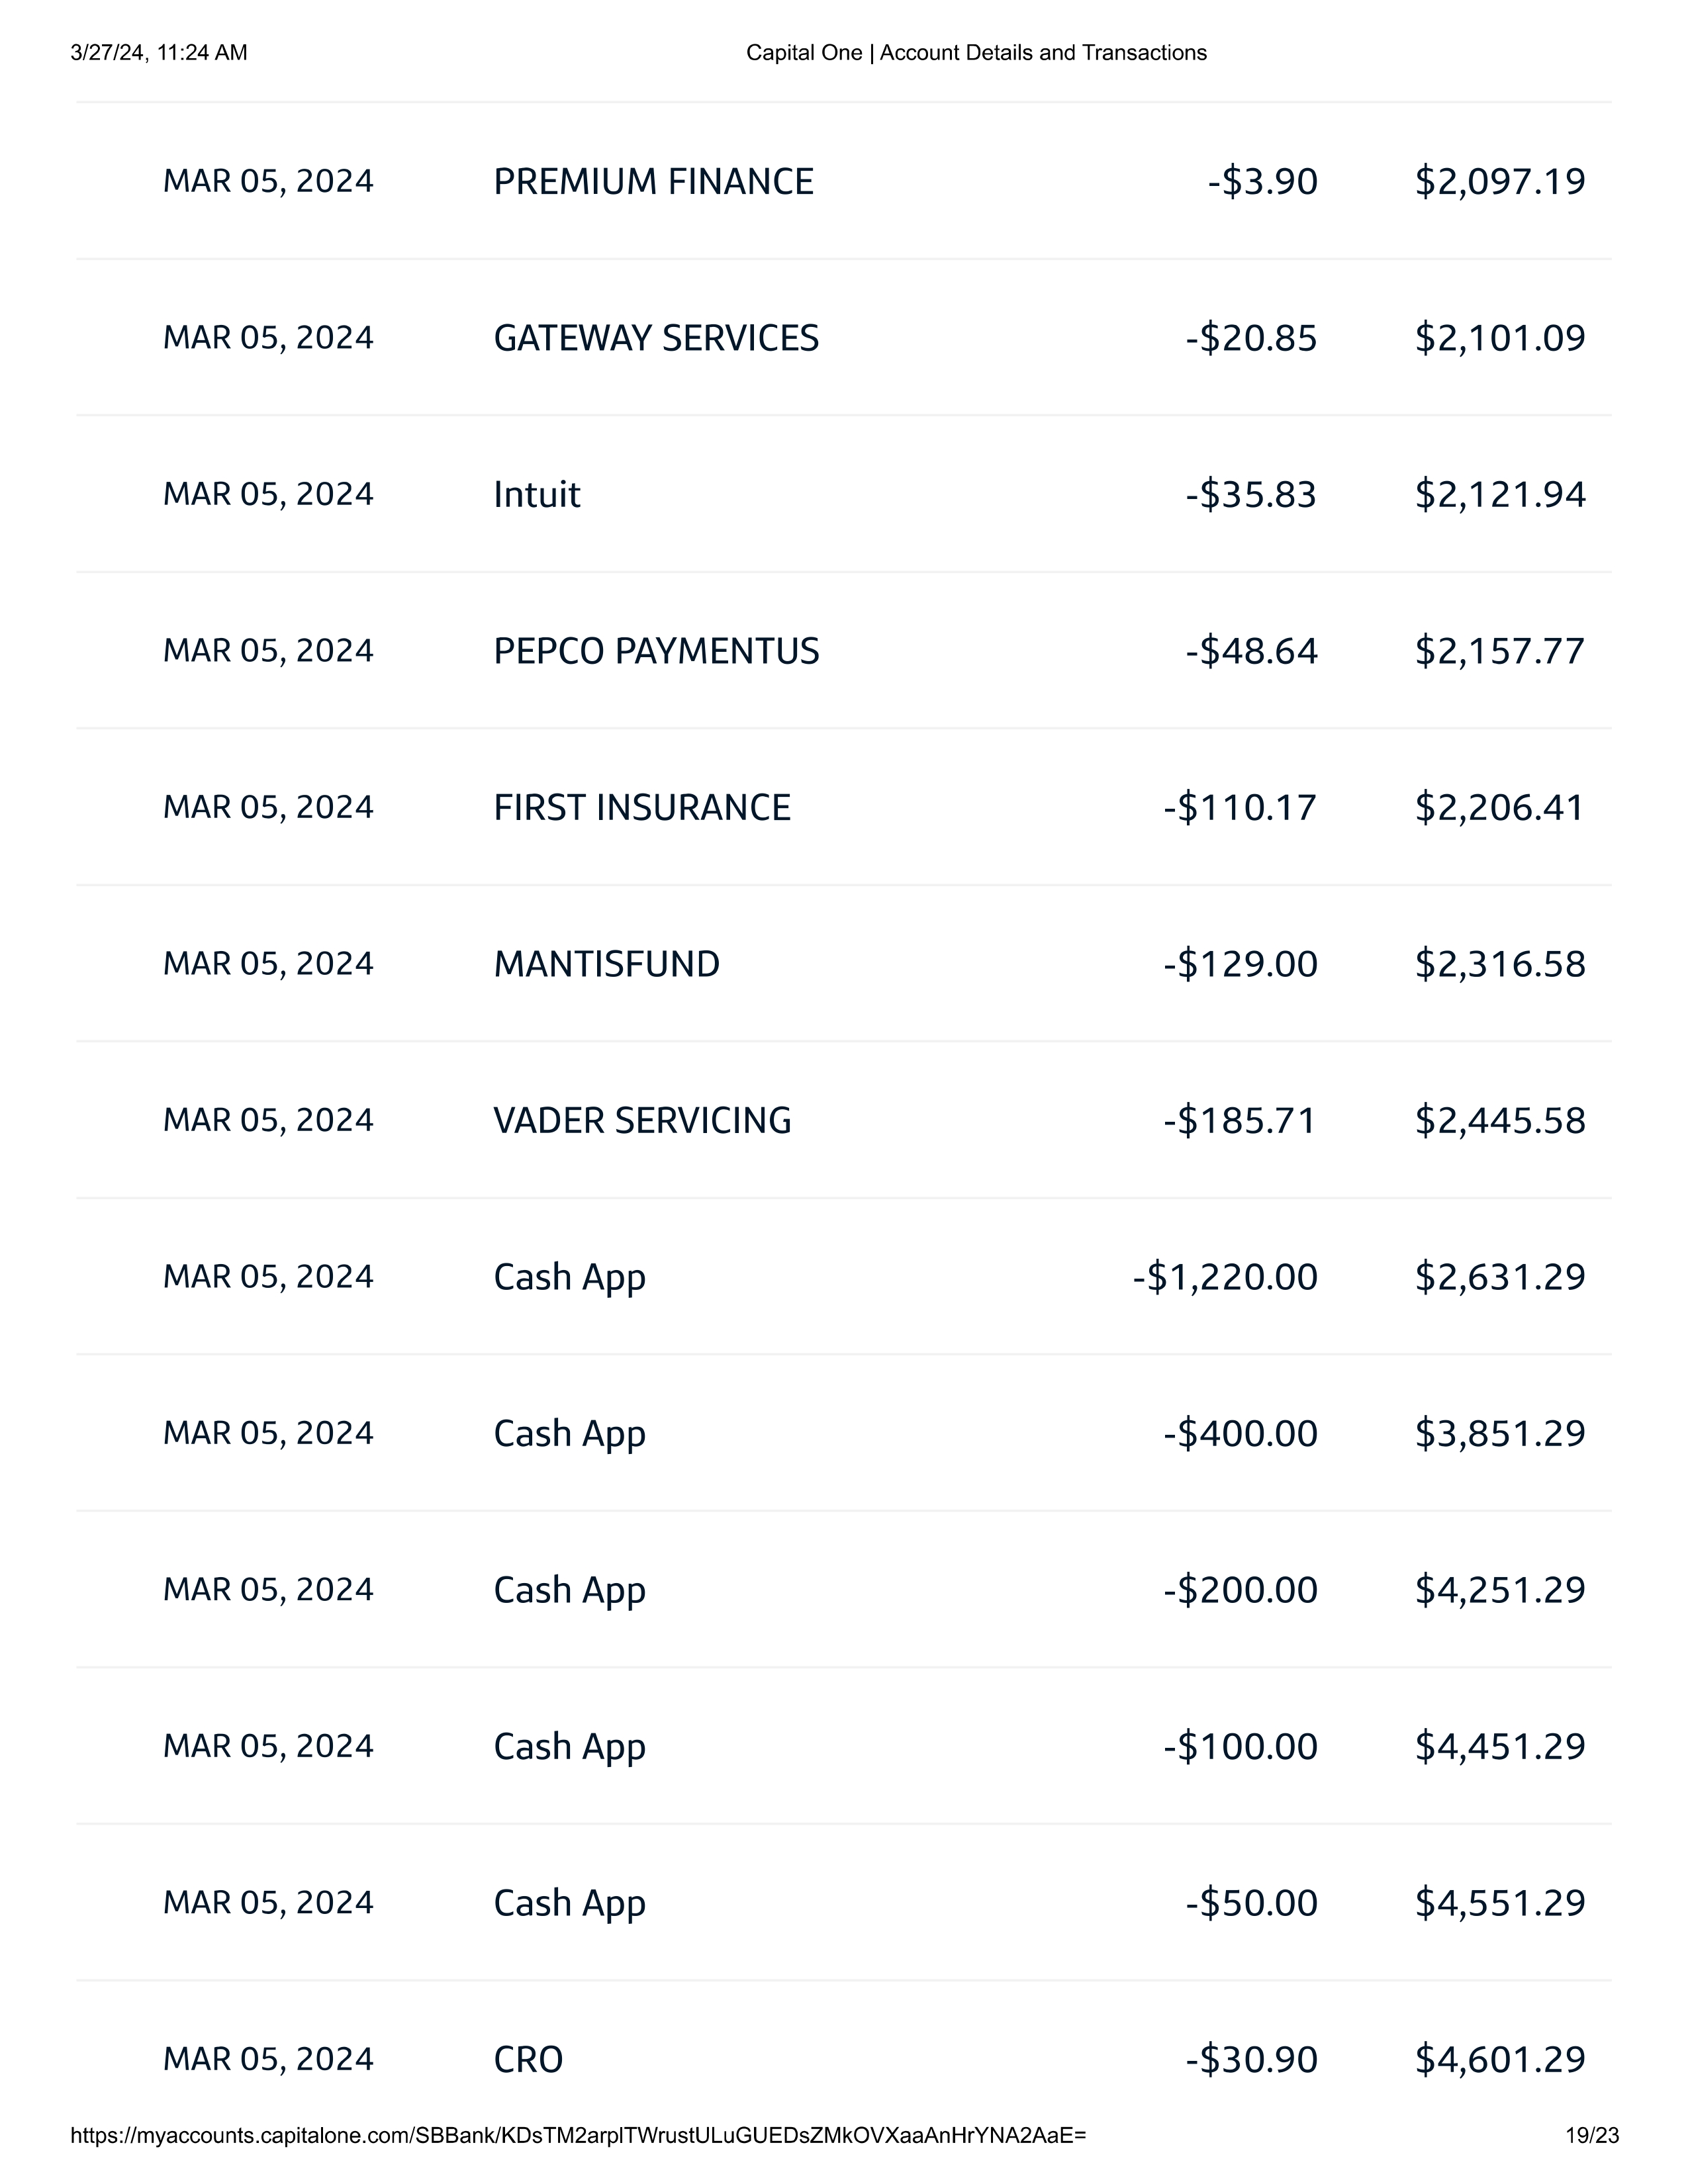 3/27/24, 11:24 AM Capital One | Account Details and Transactions
MAR 05, 2024 PREMIUM FINANCE -$3.90 $2,097.19
MAR 05, 2024 GATEWAY SERVICES -$20.85 $2,101.09
MAR 05, 2024 Intuit -$35.83 $2,121.94
MAR 05, 2024 PEPCO PAYMENTUS -$48.64 $2,157.77
MAR 05, 2024 FIRST INSURANCE -$110.17 $2,206.41
MAR 05, 2024 MANTISFUND -$129.00 $2,316.58
MAR 05, 2024 VADER SERVICING -$185.71 $2,445.58
MAR 05, 2024 Cash App -$1,220.00 $2,631.29
MAR 05, 2024 Cash App -$400.00 $3,851.29
MAR 05, 2024 Cash App -$200.00 $4,251.29
MAR 05, 2024 Cash App -$100.00 $4,451.29
MAR 05, 2024 Cash App -$50.00 $4,551.29
MAR 05, 2024 CRO -$30.90 $4,601.29
https://myaccounts.capitalone.com/SBBank/KDsTM2arplTWrustULuGUEDsZMkOVXaaAnHrYNA2AaE= 19/23